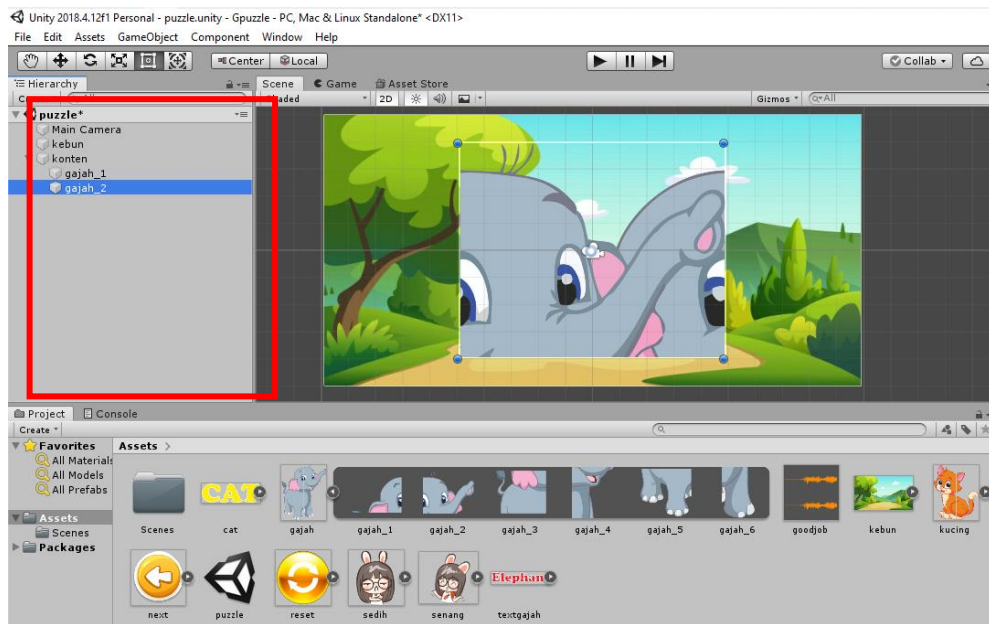 Unity 2018.4.12f1 Personal - puzzle.unity - Gpuzzle - PC, Mac & Linux Standalone* <DX11>
File Edit Assets GameObject Component Window Help
Center Local
Collab
Hierarchy
Scene Game Asset Store
2D Gizmos All
puzzle*
Main Camera
kebun
konten
gajah_1
gajah_2
Project Console
Create
Favorites
All Materials
All Models
All Prefabs
Assets
Scenes
Packages
Assets >
CAT
Scenes cat gajah gajah_1 gajah_2 gajah_3 gajah_4 gajah_5 gajah_6 goodjob kebun kucing
next puzzle reset sedih senang textgajah